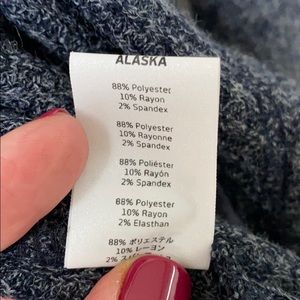 ALASKA
88% Polyester
10% Rayon
2% Spandex
88% Polyester
10% Rayonne
2% Spandex
88% Poliéster
10% Rayón
2% Spandex
88% Polyester
10% Rayon
2% Elasthan
88% ポリエステル
10% レーヨン
2%